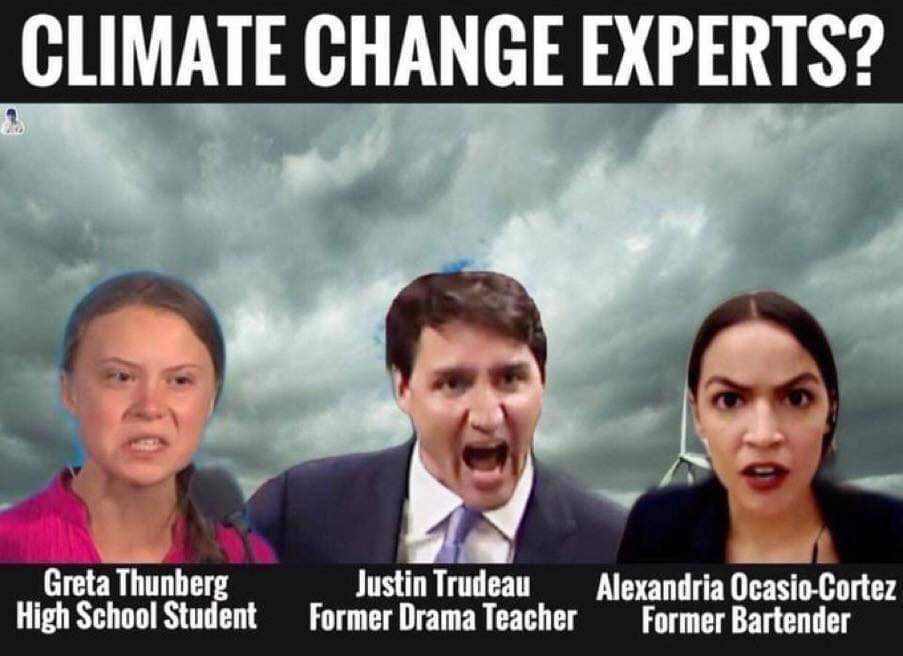 CLIMATE CHANGE EXPERTS?
Greta Thunberg
High School Student
Justin Trudeau
Former Drama Teacher
Alexandria Ocasio-Cortez
Former Bartender